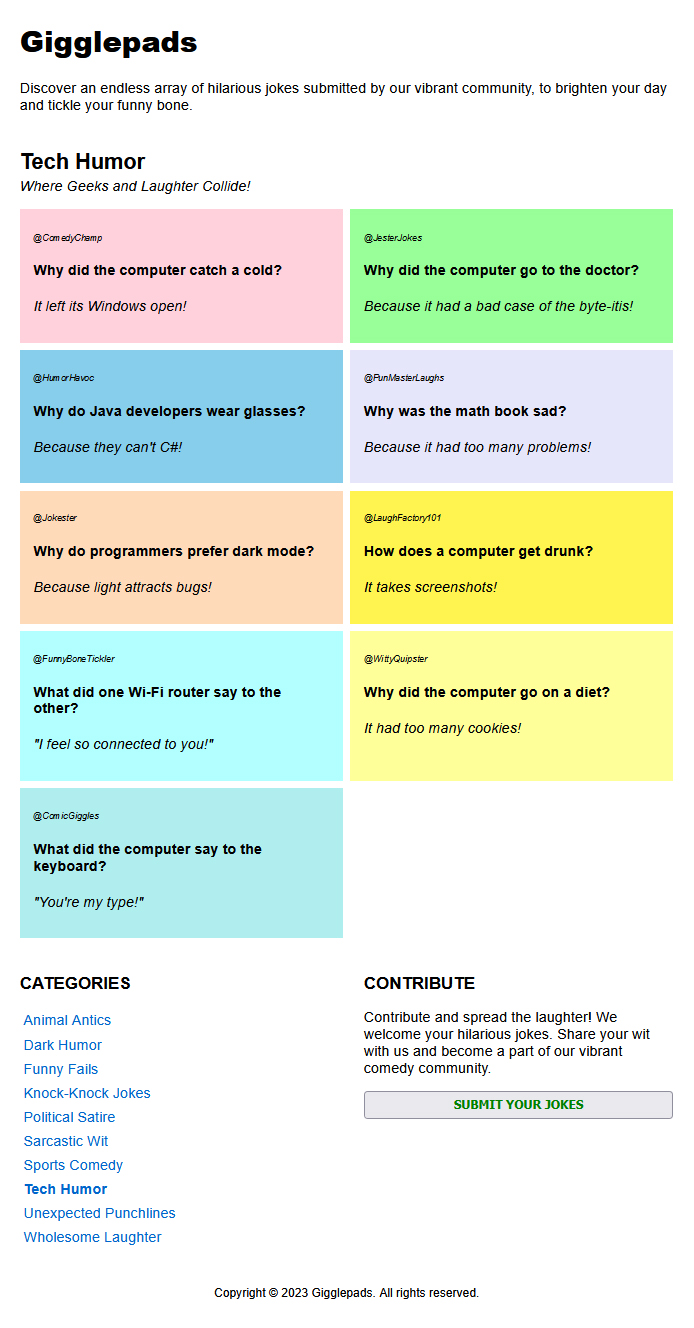 Gigglepads
Discover an endless array of hilarious jokes submitted by our vibrant community, to brighten your day
and tickle your funny bone.
Tech Humor
Where Geeks and Laughter Collide!
@ComedyChamp
Why did the computer catch a cold?
It left its Windows open!
@JesterJokes
Why did the computer go to the doctor?
Because it had a bad case of the byte-itis!
@HumorHavoc
Why do Java developers wear glasses?
Because they can't C#!
@PunMasterLaughs
Why was the math book sad?
Because it had too many problems!
@Jokester
Why do programmers prefer dark mode?
Because light attracts bugs!
@LaughFactory101
How does a computer get drunk?
It takes screenshots!
@FunnyBoneTickler
What did one Wi-Fi router say to the
other?
"I feel so connected to you!"
@WittyQuipster
Why did the computer go on a diet?
It had too many cookies!
@ComicGiggles
What did the computer say to the
keyboard?
"You're my type!"
CATEGORIES
Animal Antics
Dark Humor
Funny Fails
Knock-Knock Jokes
Political Satire
Sarcastic Wit
Sports Comedy
Tech Humor
Unexpected Punchlines
Wholesome Laughter
CONTRIBUTE
Contribute and spread the laughter! We
welcome your hilarious jokes. Share your wit
with us and become a part of our vibrant
comedy community.
SUBMIT YOUR JOKES
Copyright © 2023 Gigglepads. All rights reserved.